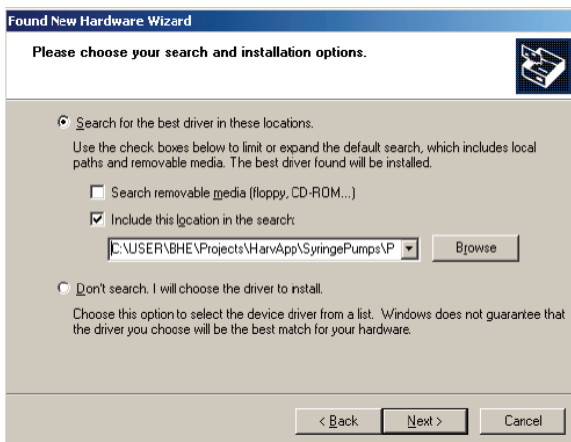 Found New Hardware Wizard
Please choose your search and installation options.
Search for the best driver in these locations.
Use the check boxes below to limit or expand the default search, which includes local
paths and removable media. The best driver found will be installed.
Search removable media (floppy, CD-ROM...)
Include this location in the search:
C:\USER\BHE\Projects\HarvApp\SyringePumps\P
Browse
Don't search. I will choose the driver to install.
Choose this option to select the device driver from a list. Windows does not guarantee that
the driver you choose will be the best match for your hardware.
< Back Next > Cancel